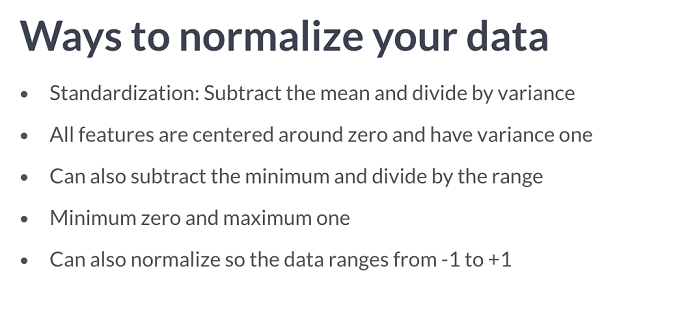 Ways to normalize your data
• Standardization: Subtract the mean and divide by variance
• All features are centered around zero and have variance one
• Can also subtract the minimum and divide by the range
• Minimum zero and maximum one
• Can also normalize so the data ranges from -1 to +1